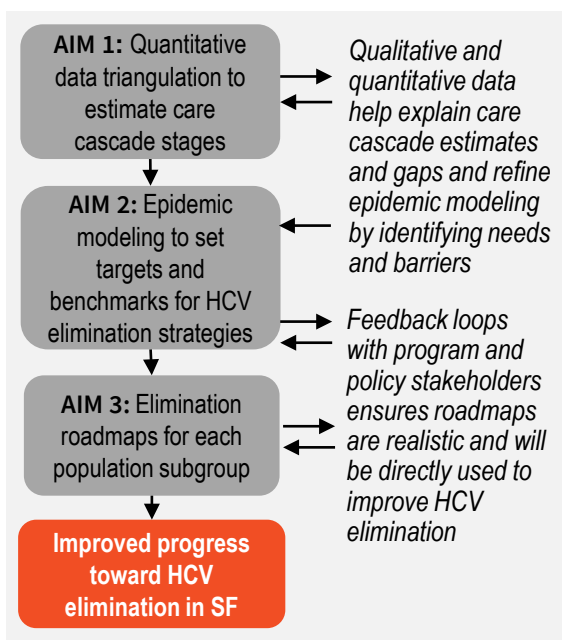 AIM 1: Quantitative
data triangulation to
estimate care
cascade stages
Qualitative and
quantitative data
help explain care
cascade estimates
and gaps and refine
epidemic modeling
by identifying needs
and barriers
AIM 2: Epidemic
modeling to set
targets and
benchmarks for HCV
elimination strategies
Feedback loops
with program and
policy stakeholders
ensures roadmaps
are realistic and will
be directly used to
improve HCV
elimination
AIM 3: Elimination
roadmaps for each
population subgroup
Improved progress
toward HCV
elimination in SF